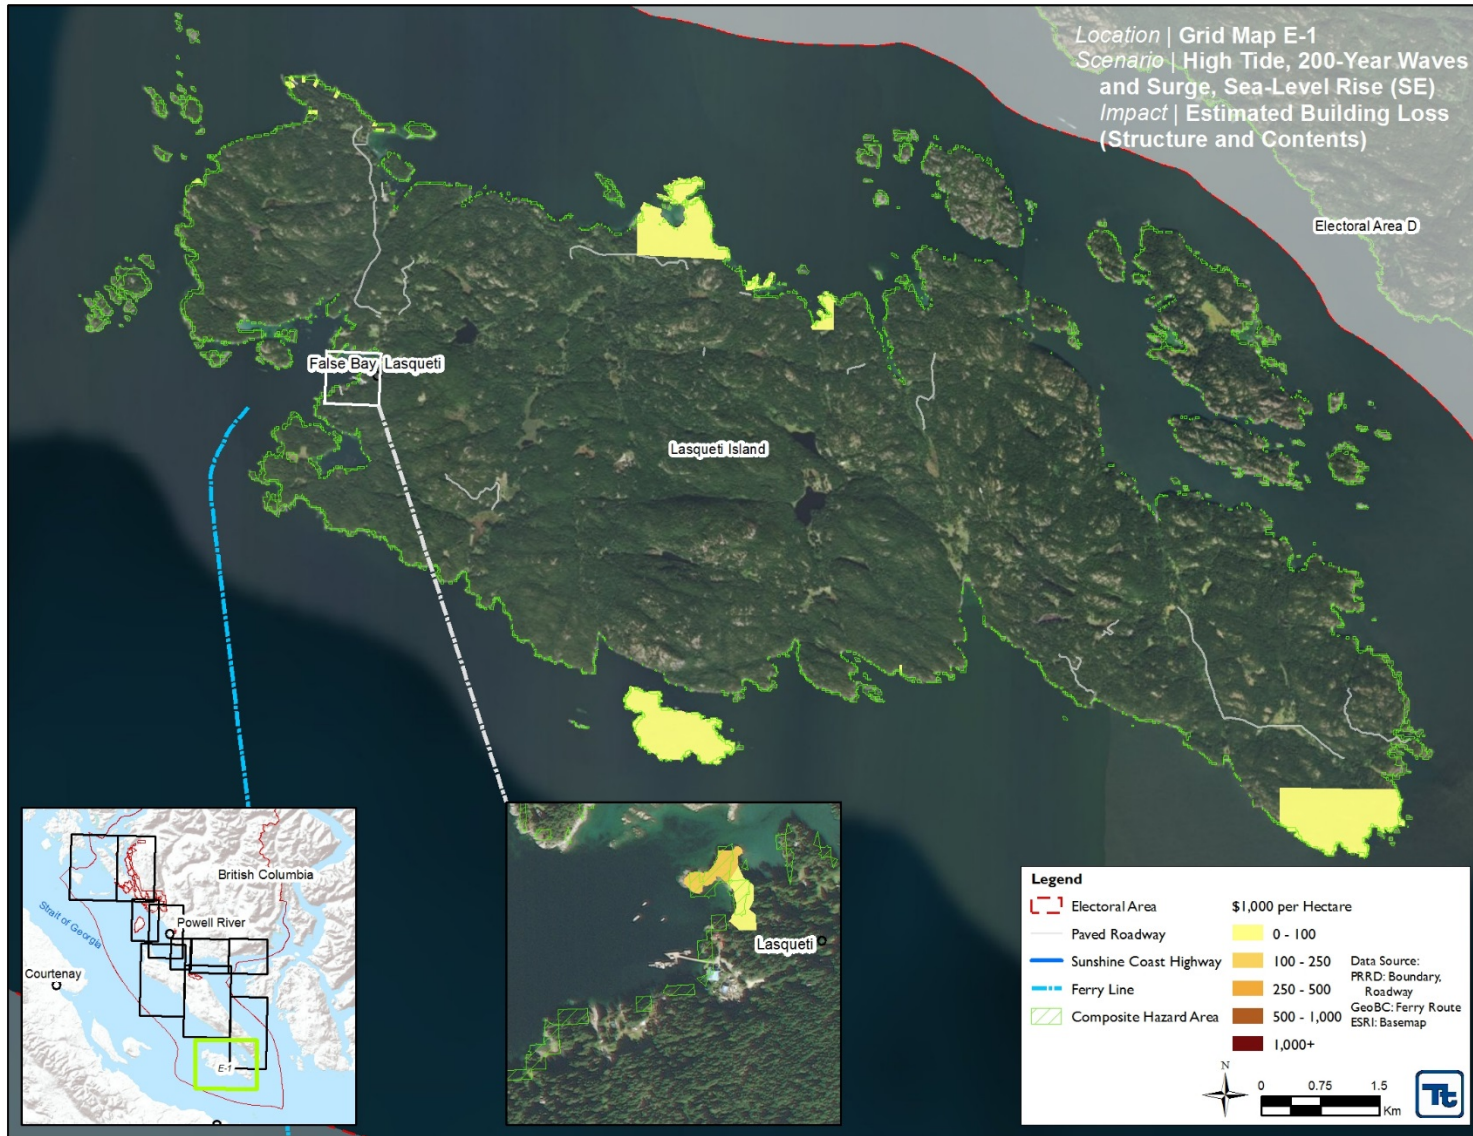 Location | Grid Map E-1
Scenario | High Tide, 200-Year Waves
and Surge, Sea-Level Rise (SE)
Impact | Estimated Building Loss
(Structure and Contents)
Electoral Area D
False Bay
Lasqueti
Lasqueti Island
British Columbia
Powell River
Strait of Georgia
Courtenay
E-1
Lasqueti
Legend
Electoral Area
Paved Roadway
Sunshine Coast Highway
Ferry Line
Composite Hazard Area
$1,000 per Hectare
0 - 100
100 - 250
250 - 500
500 - 1,000
1,000+
Data Source:
PRRD: Boundary,
Roadway
GeoBC: Ferry Route
ESRI: Basemap
N
0 0.75 1.5
Km
Tt